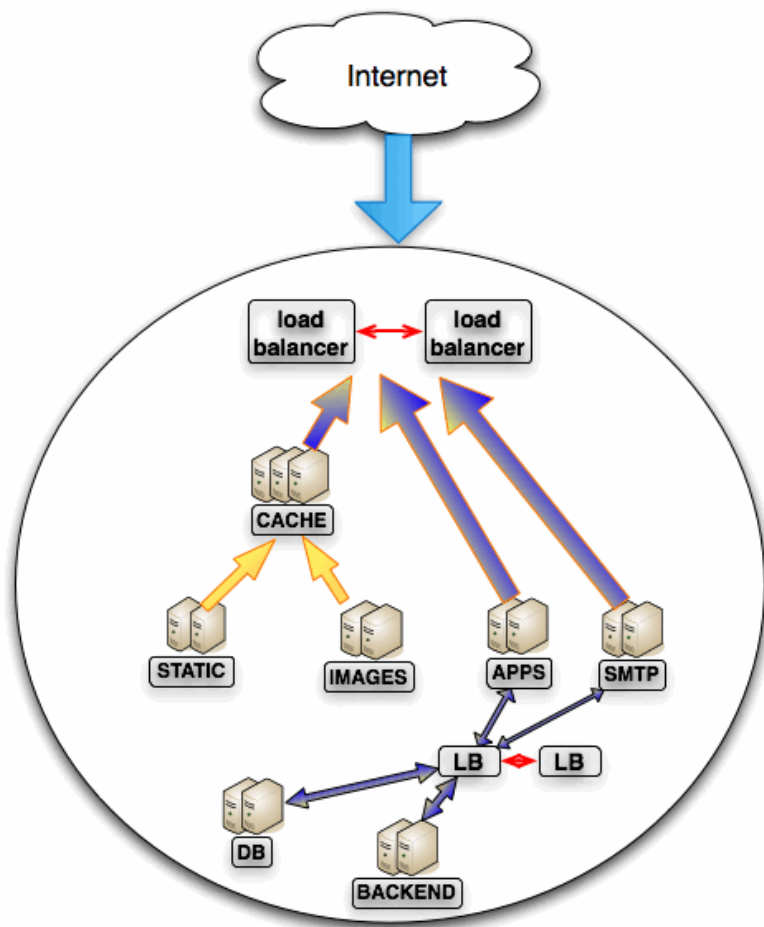 Internet
load
balancer
load
balancer
CACHE
STATIC
IMAGES
APPS
SMTP
LB
LB
DB
BACKEND